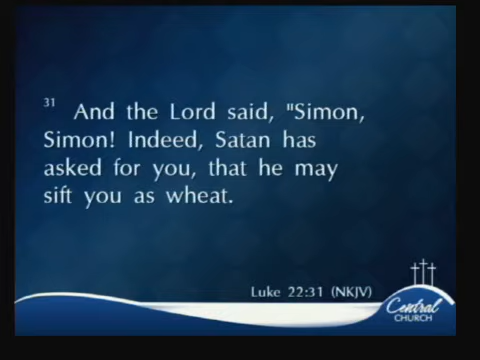 31 And the Lord said, "Simon,
Simon! Indeed, Satan has
asked for you, that he may
sift you as wheat.
Luke 22:31 (NKJV)
Central
CHURCH